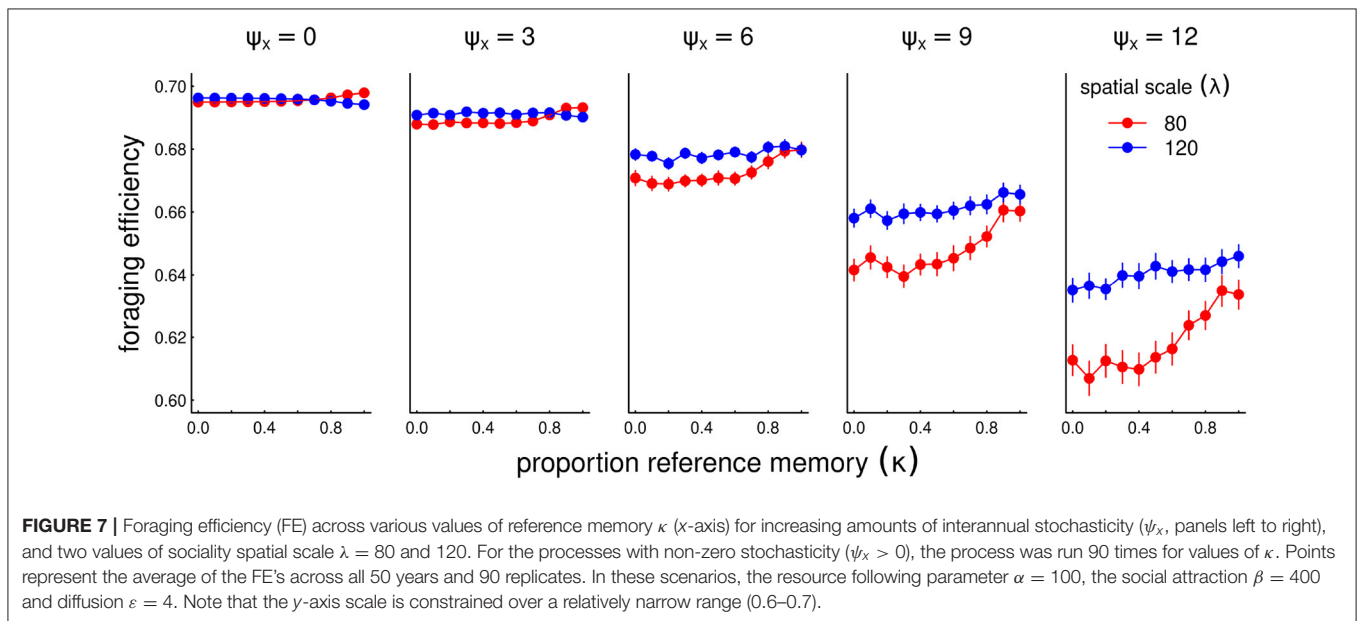 ψx = 0 ψx = 3 ψx = 6 ψx = 9 ψx = 12
spatial scale (λ)
80
120
foraging efficiency
0.70
0.68
0.66
0.64
0.62
0.60
0.0 0.4 0.8 0.0 0.4 0.8 0.0 0.4 0.8 0.0 0.4 0.8 0.0 0.4 0.8
proportion reference memory (κ)
FIGURE 7 | Foraging efficiency (FE) across various values of reference memory κ (x-axis) for increasing amounts of interannual stochasticity (ψx, panels left to right),
and two values of sociality spatial scale λ = 80 and 120. For the processes with non-zero stochasticity (ψx > 0), the process was run 90 times for values of κ. Points
represent the average of the FE's across all 50 years and 90 replicates. In these scenarios, the resource following parameter α = 100, the social attraction β = 400
and diffusion ε = 4. Note that the y-axis scale is constrained over a relatively narrow range (0.6–0.7).